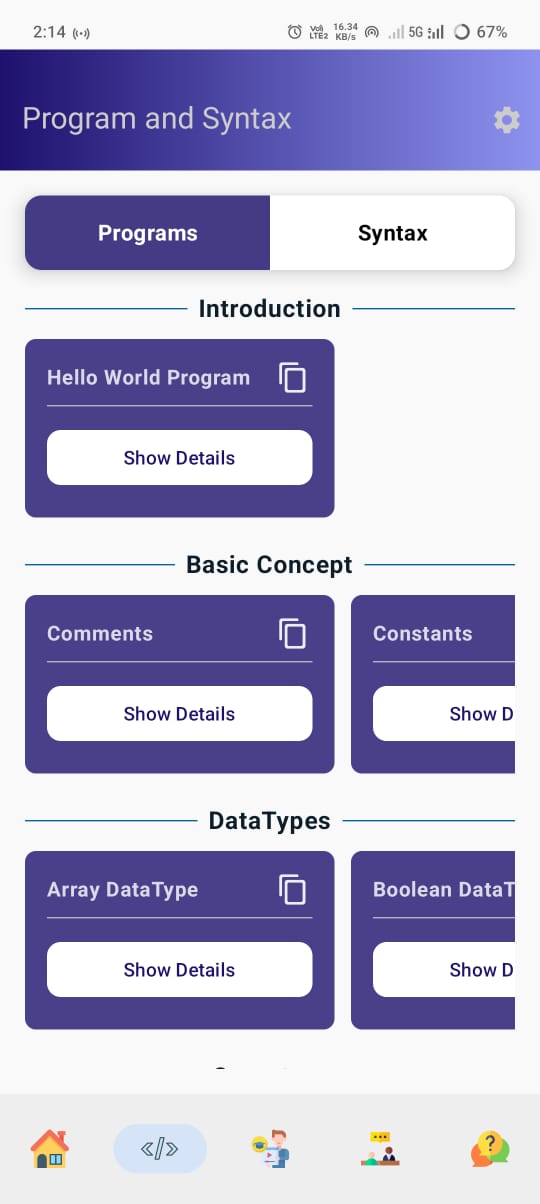 2:14
Vo)
LTE2
16.34
KB/s
5G
67%
Program and Syntax
Programs
Syntax
Introduction
Hello World Program
Show Details
Basic Concept
Comments
Constants
Show Details
Show D
DataTypes
Array DataType
Boolean DataT
Show Details
Show D